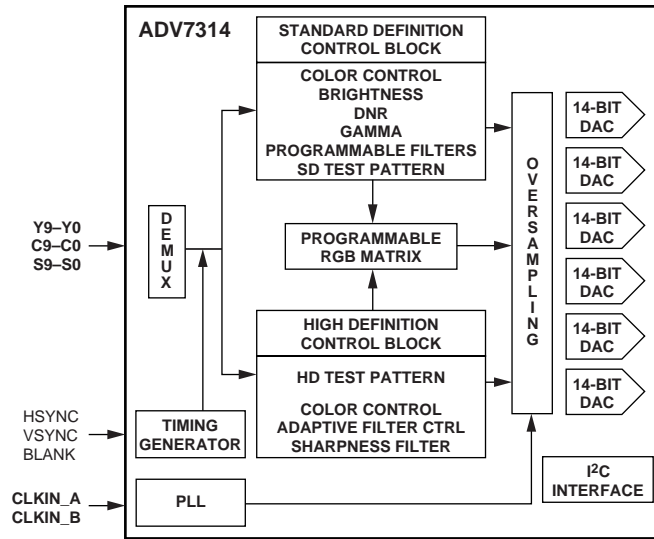 ADV7314
STANDARD DEFINITION
CONTROL BLOCK
COLOR CONTROL
BRIGHTNESS
DNR
GAMMA
PROGRAMMABLE FILTERS
SD TEST PATTERN
Y9–Y0
C9–C0
S9–S0
DEMUX
PROGRAMMABLE
RGB MATRIX
HIGH DEFINITION
CONTROL BLOCK
HD TEST PATTERN
COLOR CONTROL
ADAPTIVE FILTER CTRL
SHARPNESS FILTER
HSYNC
VSYNC
BLANK
TIMING
GENERATOR
CLKIN_A
CLKIN_B
PLL
OVERSAMPLING
14-BIT
DAC
14-BIT
DAC
14-BIT
DAC
14-BIT
DAC
14-BIT
DAC
14-BIT
DAC
I²C
INTERFACE